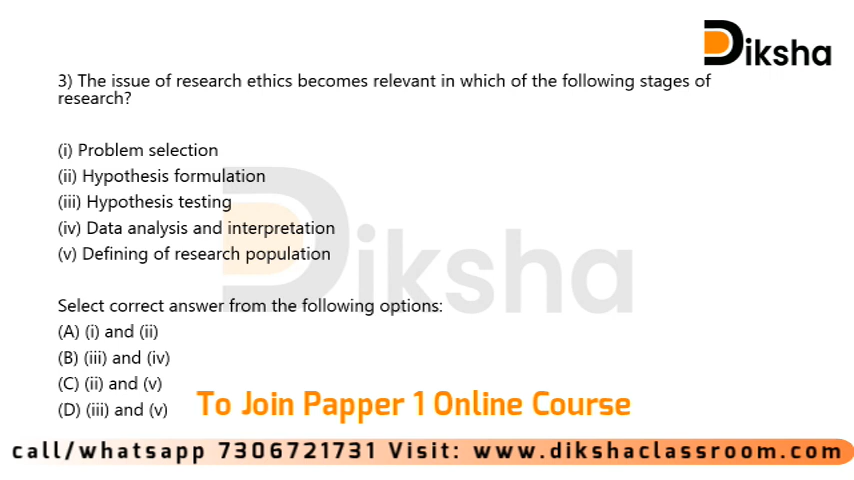 Diksha
3) The issue of research ethics becomes relevant in which of the following stages of
research?
(i) Problem selection
(ii) Hypothesis formulation
(iii) Hypothesis testing
(iv) Data analysis and interpretation
(v) Defining of research population
Diksha
Select correct answer from the following options:
(A) (i) and (ii)
(B) (iii) and (iv)
(C) (ii) and (v)
(D) (iii) and (v)
To Join Papper 1 Online Course
call/whatsapp 7306721731 Visit: www.dikshaclassroom.com